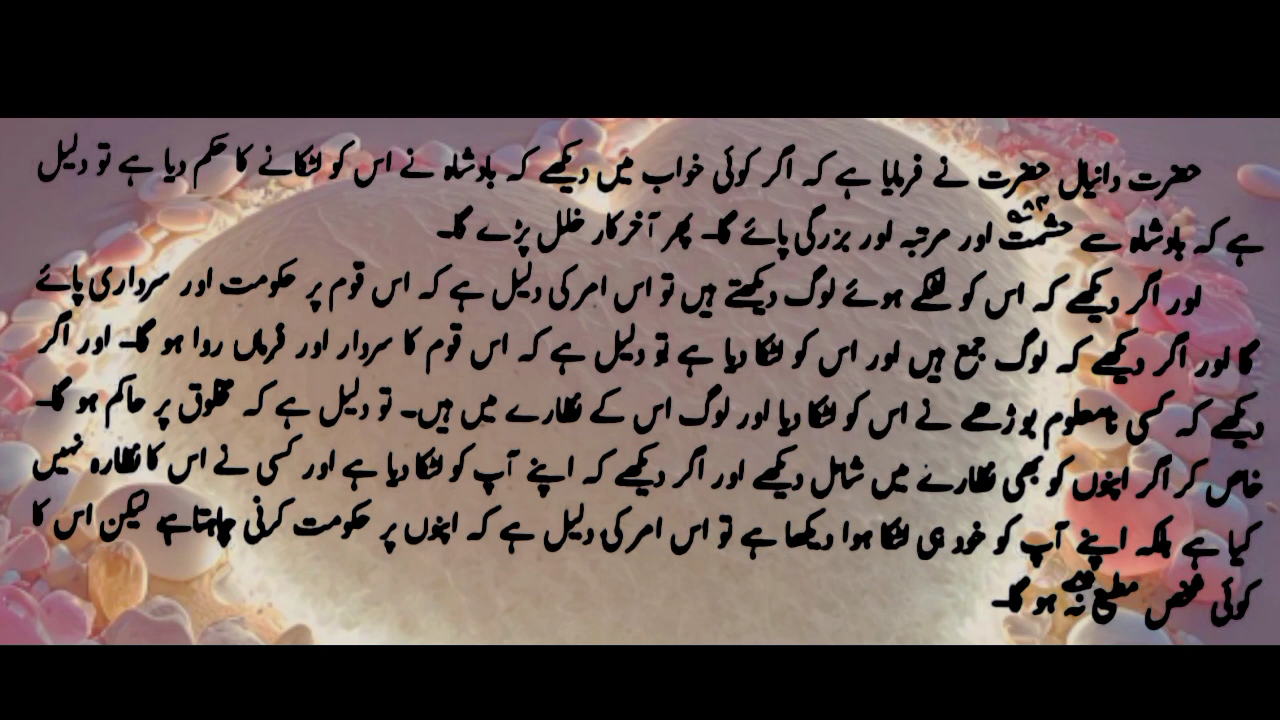 حضرت دانیال حضرت نے فرمایا ہے کہ اگر کوئی خواب میں دیکھے کہ بادشاہ نے اس کو لٹکانے کا حکم دیا ہے تو دلیل
ہے کہ بادشاہ سے حشمت اور مرتبہ اور بزرگی پائے گا۔ پھر آخرکار خلل پڑے گا۔
اور اگر دیکھے کہ اس کو لٹکے ہوئے لوگ دیکھتے ہیں تو اس امر کی دلیل ہے کہ اس قوم پر حکومت اور سرداری پائے
گا اور اگر دیکھے کہ لوگ جمع ہیں اور اس کو لٹکا دیا ہے تو دلیل ہے کہ اس قوم کا سردار اور فرماں روا ہو گا۔ اور اگر
دیکھے کہ کسی نامعلوم بوڑھے نے اس کو لٹکا دیا اور لوگ اس کے نظارے میں ہیں۔ تو دلیل ہے کہ مخلوق پر حاکم ہو گا۔
خاص کر اگر اپنوں کو بھی نظارے میں شامل دیکھے اور اگر دیکھے کہ اپنے آپ کو لٹکا دیا ہے اور کسی نے اس کا نظارہ نہیں
کیا ہے بلکہ اپنے آپ کو خود ہی لٹکا ہوا دیکھا ہے تو اس امر کی دلیل ہے کہ اپنوں پر حکومت کرنی چاہتا ہے لیکن اس کا
کوئی شخص مطیع نہ ہو گا۔